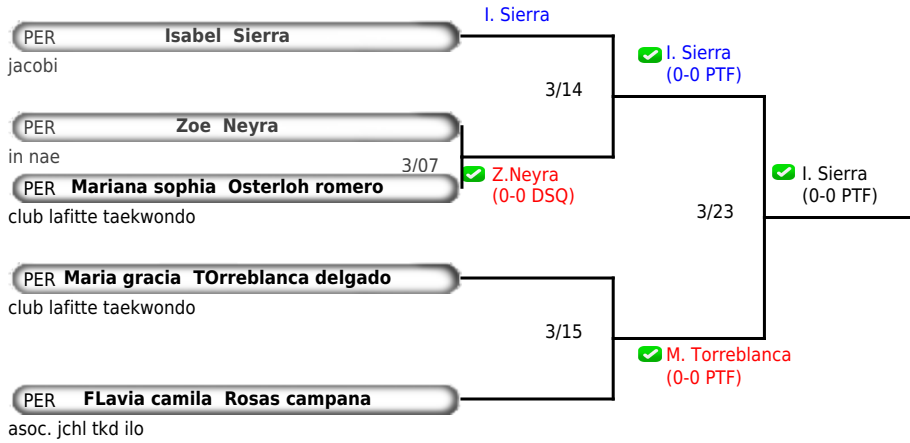 I. Sierra
PER Isabel Sierra
jacobi
I. Sierra
(0-0 PTF)
3/14
PER Zoe Neyra
in nae
3/07
Z.Neyra
(0-0 DSQ)
PER Mariana sophia Osterloh romero
club lafitte taekwondo
I. Sierra
(0-0 PTF)
3/23
PER Maria gracia TOrreblanca delgado
club lafitte taekwondo
3/15
M. Torreblanca
(0-0 PTF)
PER FLavia camila Rosas campana
asoc. jchl tkd ilo